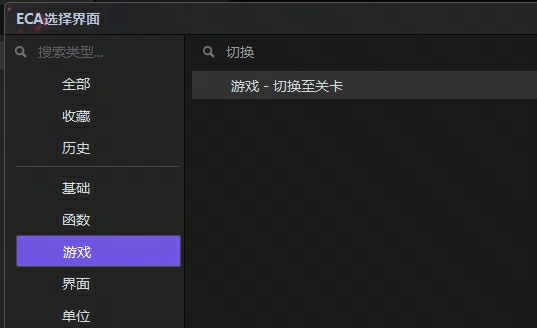 ECA选择界面
搜索类型...
全部
收藏
历史
基础
函数
游戏
界面
单位
切换
游戏 - 切换至关卡